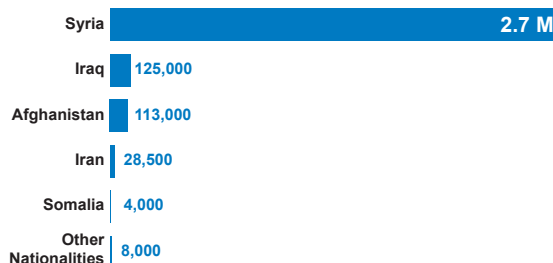 Syria 2.7 M
Iraq 125,000
Afghanistan 113,000
Iran 28,500
Somalia 4,000
Other
Nationalities 8,000